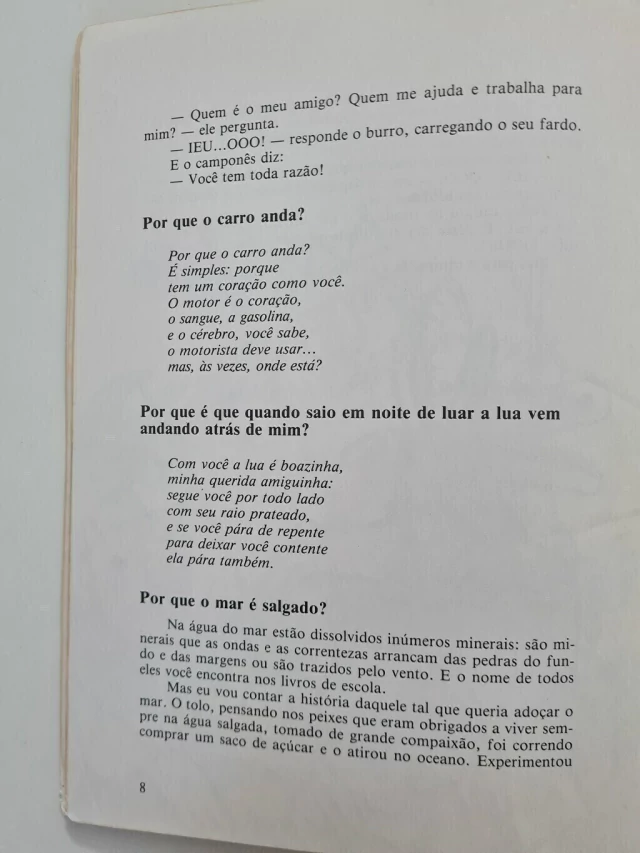 — Quem é o meu amigo? Quem me ajuda e trabalha para
mim? — ele pergunta.
— IEU...OOO! — responde o burro, carregando o seu fardo.
E o camponês diz:
— Você tem toda razão!
Por que o carro anda?
Por que o carro anda?
É simples: porque
tem um coração como você.
O motor é o coração,
o sangue, a gasolina,
e o cérebro, você sabe,
o motorista deve usar...
mas, às vezes, onde está?
Por que é que quando saio em noite de luar a lua vem
andando atrás de mim?
Com você a lua é boazinha,
minha querida amiguinha:
segue você por todo lado
com seu raio prateado,
e se você pára de repente
para deixar você contente
ela pára também.
Por que o mar é salgado?
Na água do mar estão dissolvidos inúmeros minerais: são mi-
nerais que as ondas e as correntezas arrancam das pedras do fun-
do e das margens ou são trazidos pelo vento. E o nome de todos
eles você encontra nos livros de escola.
Mas eu vou contar a história daquele tal que queria adoçar o
mar. O tolo, pensando nos peixes que eram obrigados a viver sem-
pre na água salgada, tomado de grande compaixão, foi correndo
comprar um saco de açúcar e o atirou no oceano. Experimentou
8